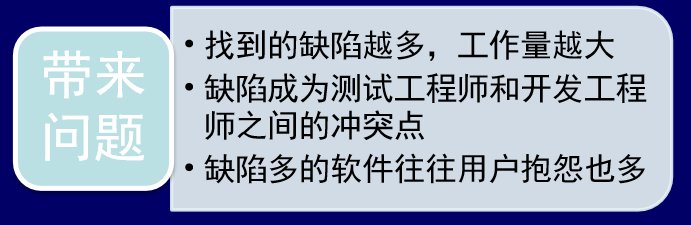 带来
问题
• 找到的缺陷越多，工作量越大
• 缺陷成为测试工程师和开发工程
师之间的冲突点
• 缺陷多的软件往往用户抱怨也多